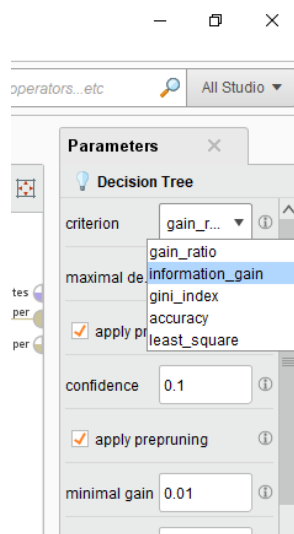 operators...etc All Studio
Parameters
Decision Tree
criterion gain_r...
gain_ratio
maximal de. information_gain
tes gini_index
per accuracy
apply pr least_square
per
confidence 0.1
apply prepruning
minimal gain 0.01